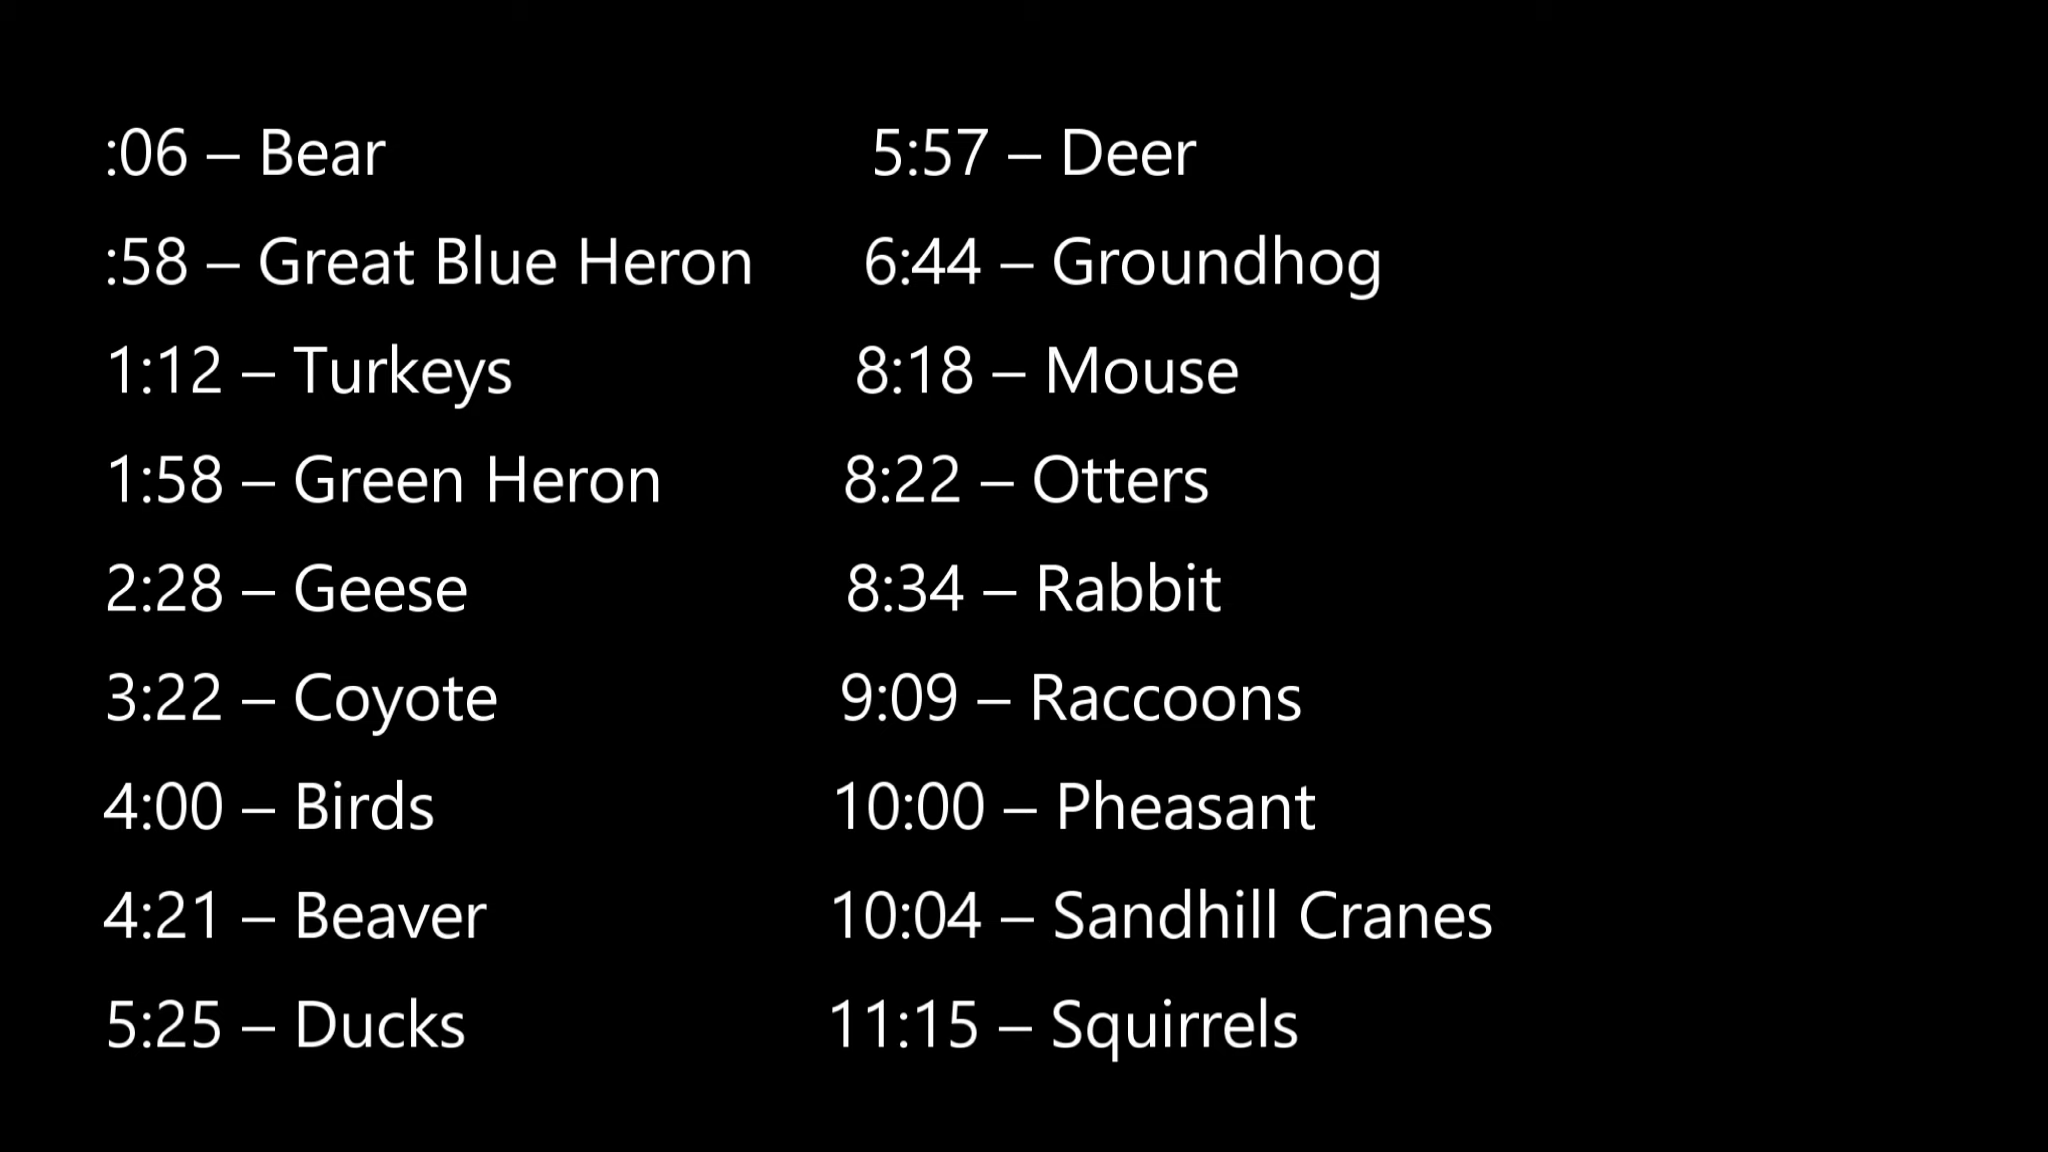 :06 – Bear
:58 – Great Blue Heron
1:12 – Turkeys
1:58 – Green Heron
2:28 – Geese
3:22 – Coyote
4:00 – Birds
4:21 – Beaver
5:25 – Ducks
5:57 – Deer
6:44 – Groundhog
8:18 – Mouse
8:22 – Otters
8:34 – Rabbit
9:09 – Raccoons
10:00 – Pheasant
10:04 – Sandhill Cranes
11:15 – Squirrels